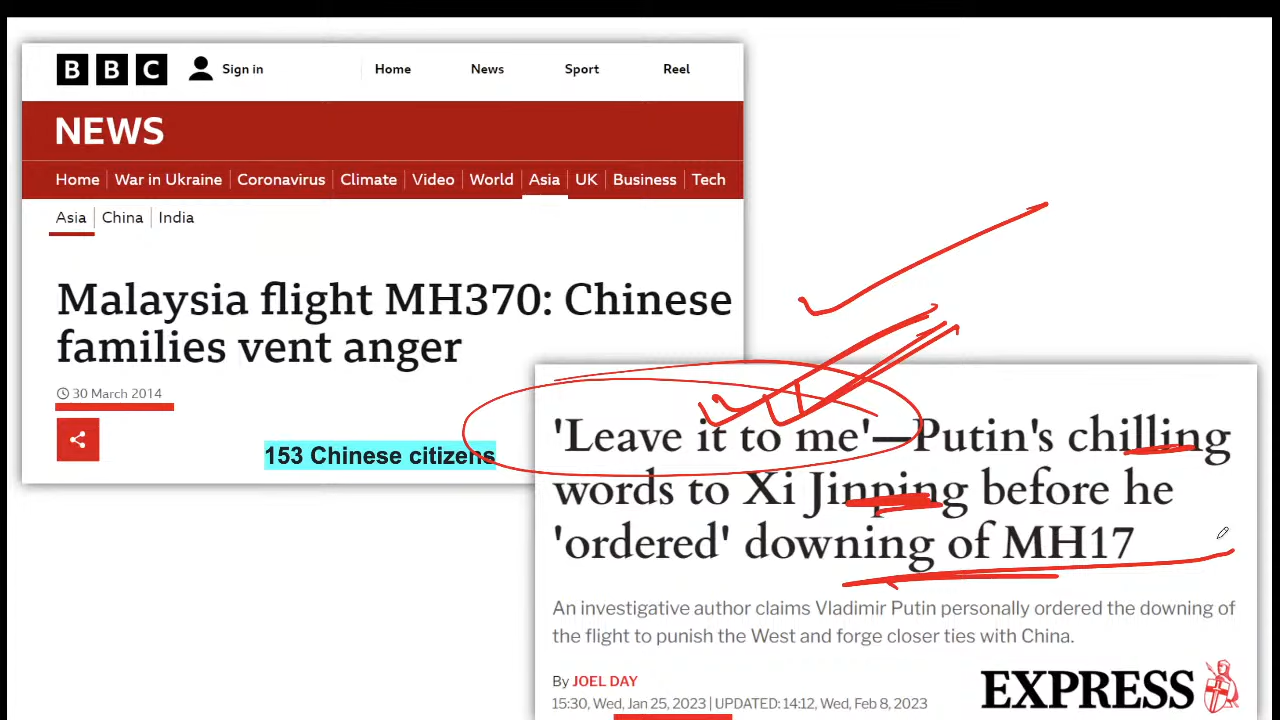 BBC Sign in Home News Sport Reel
NEWS
Home War in Ukraine Coronavirus Climate Video World Asia UK Business Tech
Asia China India
Malaysia flight MH370: Chinese
families vent anger
30 March 2014
153 Chinese citizens
'Leave it to me'—Putin's chilling
words to Xi Jinping before he
'ordered' downing of MH17
An investigative author claims Vladimir Putin personally ordered the downing of
the flight to punish the West and forge closer ties with China.
By JOEL DAY
15:30, Wed, Jan 25, 2023 | UPDATED: 14:12, Wed, Feb 8, 2023
EXPRESS